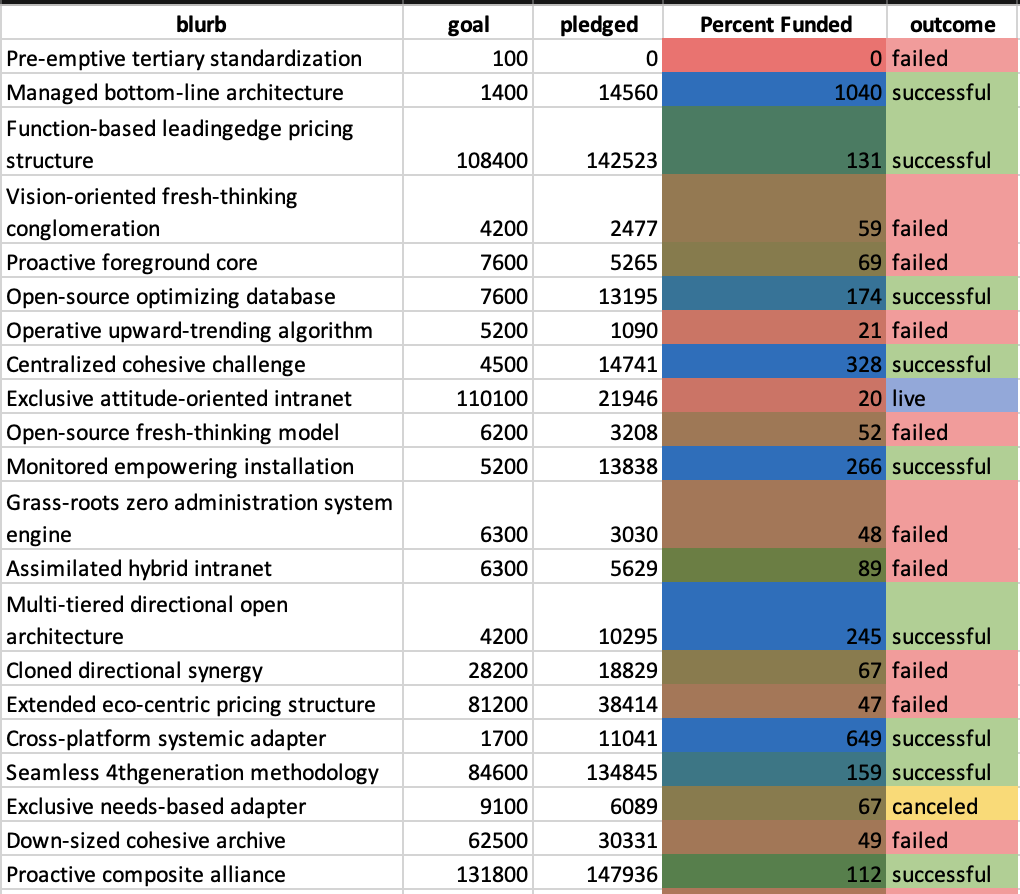 blurb goal pledged Percent Funded outcome
Pre-emptive tertiary standardization 100 0 0 failed
Managed bottom-line architecture 1400 14560 1040 successful
Function-based leadingedge pricing
structure 108400 142523 131 successful
Vision-oriented fresh-thinking
conglomeration 4200 2477 59 failed
Proactive foreground core 7600 5265 69 failed
Open-source optimizing database 7600 13195 174 successful
Operative upward-trending algorithm 5200 1090 21 failed
Centralized cohesive challenge 4500 14741 328 successful
Exclusive attitude-oriented intranet 110100 21946 20 live
Open-source fresh-thinking model 6200 3208 52 failed
Monitored empowering installation 5200 13838 266 successful
Grass-roots zero administration system
engine 6300 3030 48 failed
Assimilated hybrid intranet 6300 5629 89 failed
Multi-tiered directional open
architecture 4200 10295 245 successful
Cloned directional synergy 28200 18829 67 failed
Extended eco-centric pricing structure 81200 38414 47 failed
Cross-platform systemic adapter 1700 11041 649 successful
Seamless 4thgeneration methodology 84600 134845 159 successful
Exclusive needs-based adapter 9100 6089 67 canceled
Down-sized cohesive archive 62500 30331 49 failed
Proactive composite alliance 131800 147936 112 successful